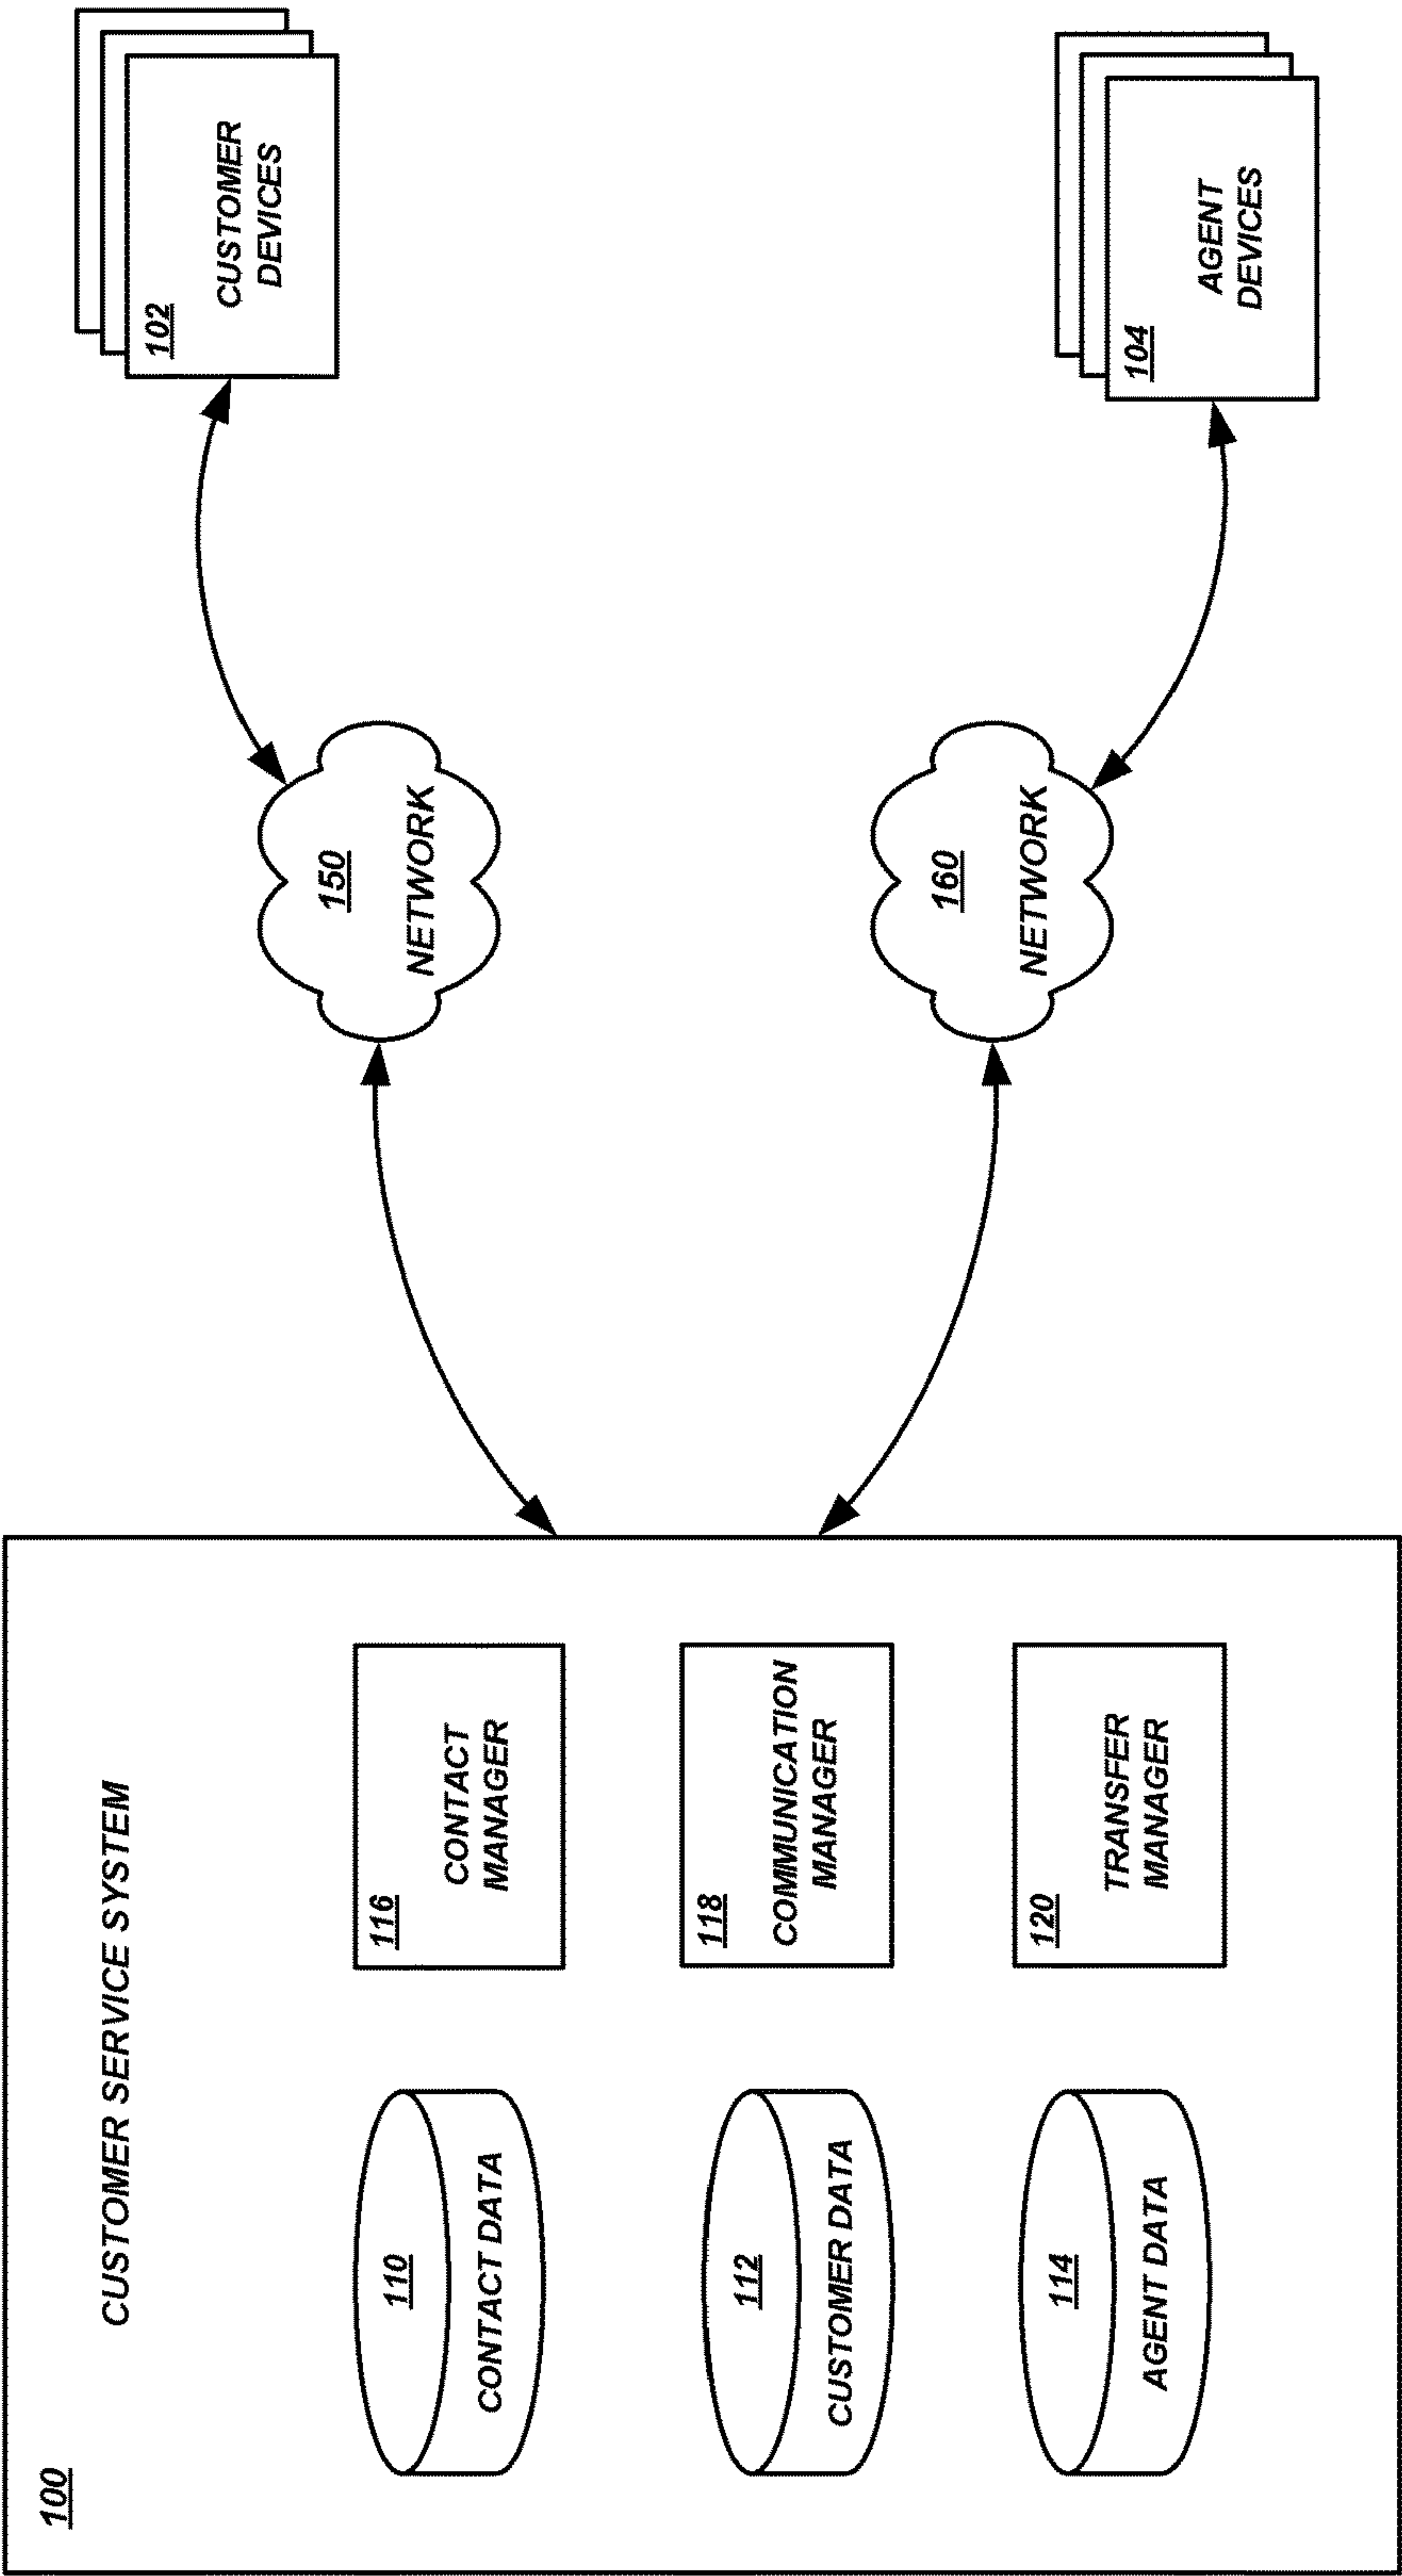 100
CUSTOMER SERVICE SYSTEM
110
CONTACT DATA
116
CONTACT
MANAGER
112
CUSTOMER DATA
118
COMMUNICATION
MANAGER
114
AGENT DATA
120
TRANSFER
MANAGER
150
NETWORK
160
NETWORK
102
CUSTOMER
DEVICES
104
AGENT
DEVICES